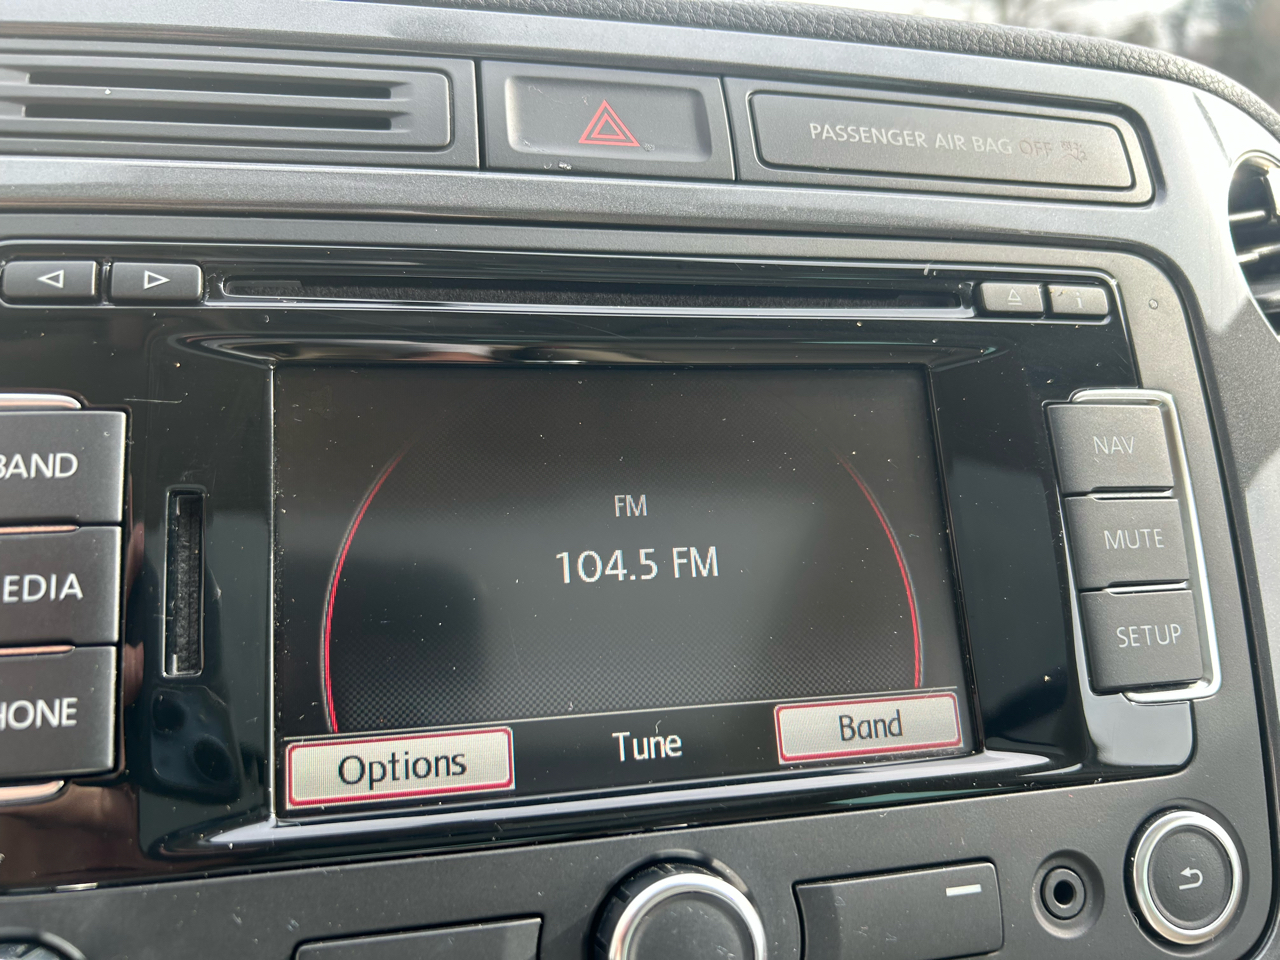 PASSENGER AIR BAG OFF
BAND
EDIA
HONE
FM
104.5 FM
Options
Tune
Band
NAV
MUTE
SETUP
i